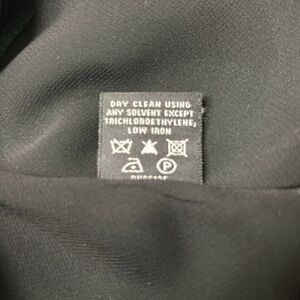 DRY CLEAN USING
ANY SOLVENT EXCEPT
TRICHLOROETHYLENE,
LOW IRON
P